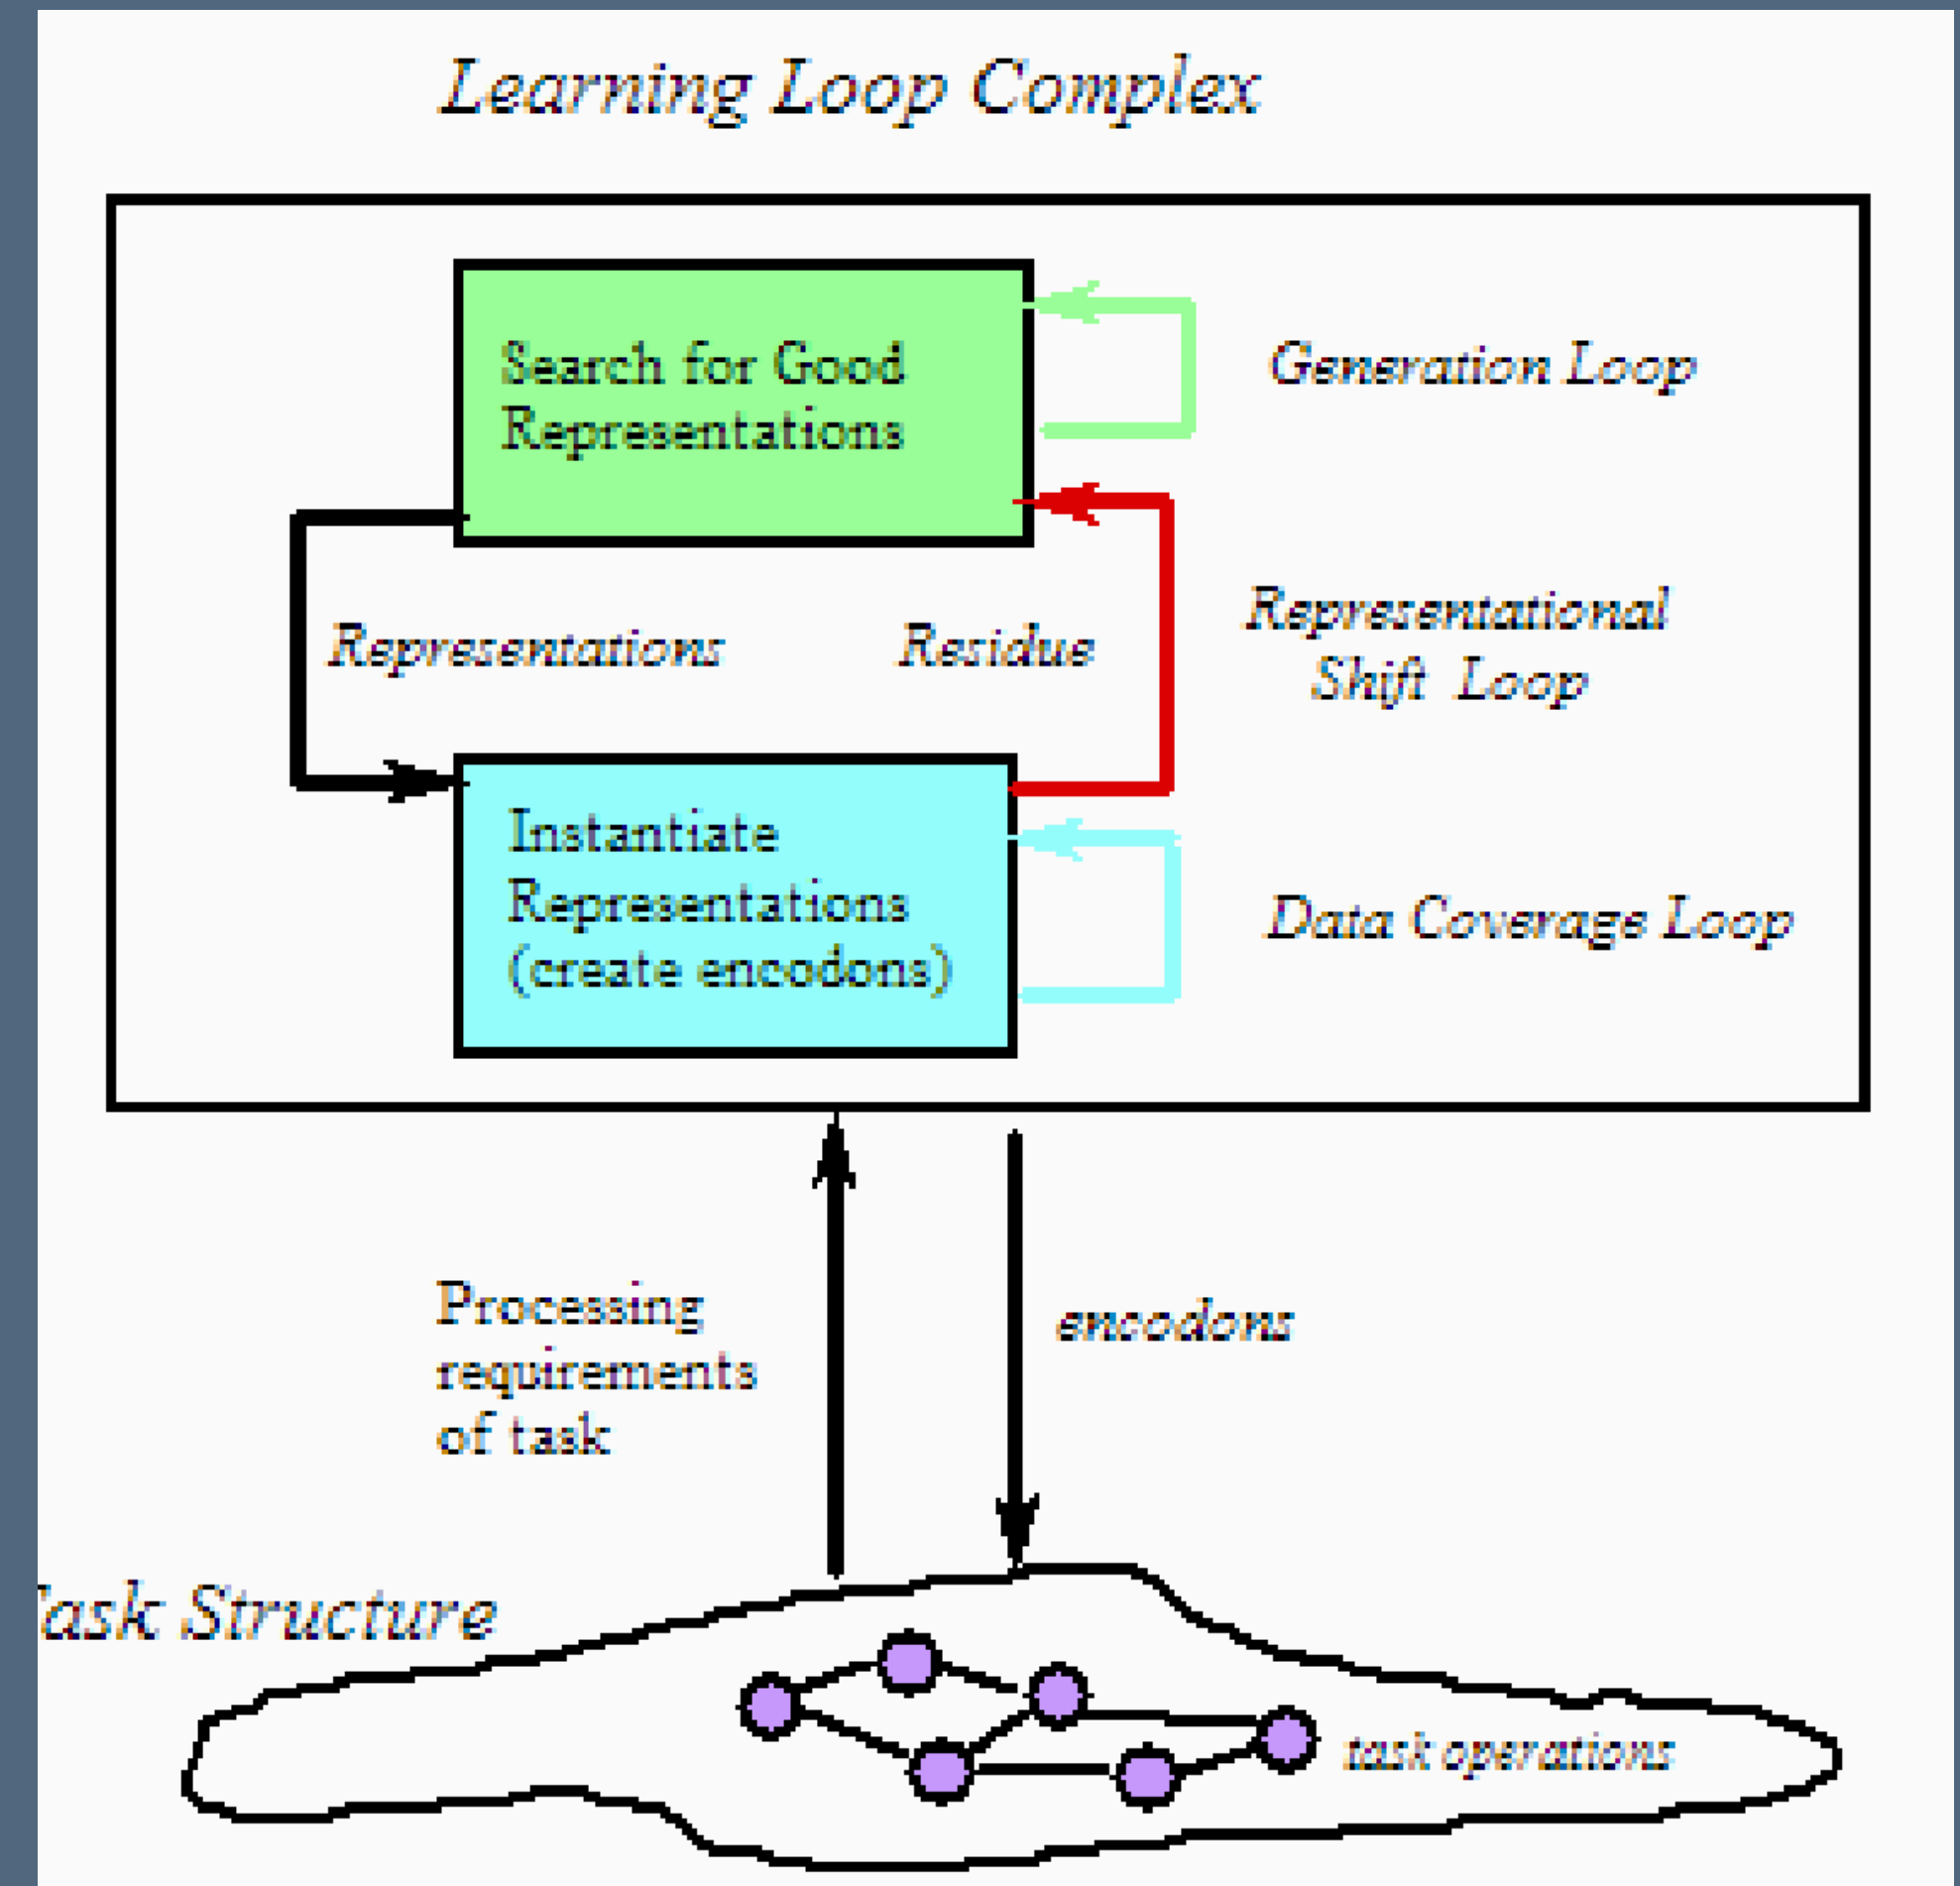 Learning Loop Complex
Search for Good
Representations
Generation Loop
Representations
Residue
Representational
Shift Loop
Instantiate
Representations
(create encodons)
Data Coverage Loop
Processing
requirements
of task
encodons
ask Structure
task operations